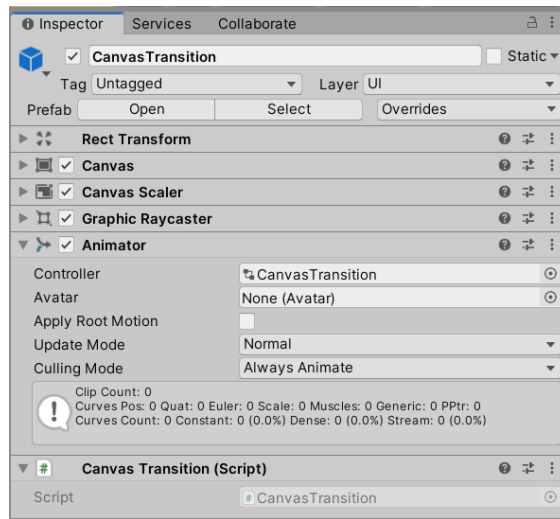 Inspector Services Collaborate
CanvasTransition Static
Tag Untagged Layer UI
Prefab Open Select Overrides
Rect Transform
Canvas
Canvas Scaler
Graphic Raycaster
Animator
Controller CanvasTransition
Avatar None (Avatar)
Apply Root Motion
Update Mode Normal
Culling Mode Always Animate
Clip Count: 0
Curves Pos: 0 Quat: 0 Euler: 0 Scale: 0 Muscles: 0 Generic: 0 PPtr: 0
Curves Count: 0 Constant: 0 (0.0%) Dense: 0 (0.0%) Stream: 0 (0.0%)
# Canvas Transition (Script)
Script # CanvasTransition